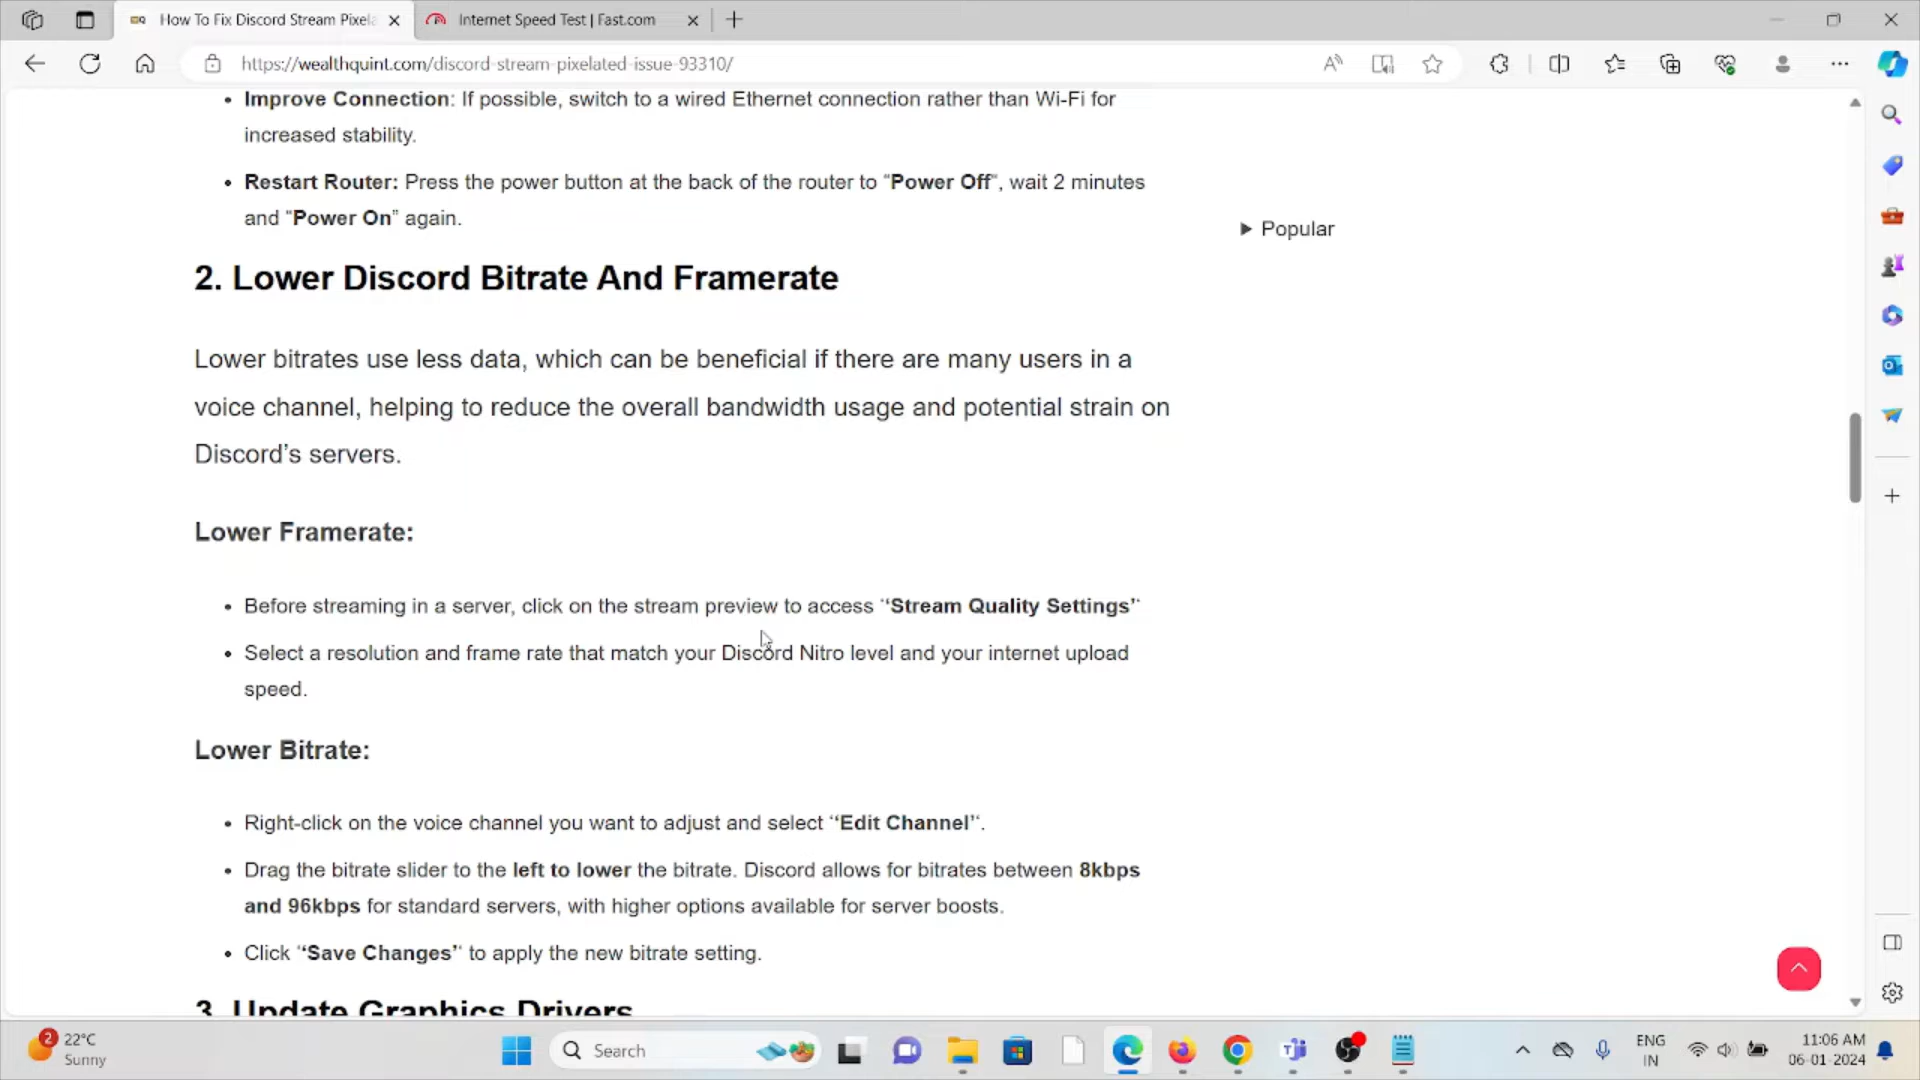 How To Fix Discord Stream Pixela
Internet Speed Test | Fast.com
https://wealthquint.com/discord-stream-pixelated-issue-93310/
• Improve Connection: If possible, switch to a wired Ethernet connection rather than Wi-Fi for
increased stability.
• Restart Router: Press the power button at the back of the router to “Power Off“, wait 2 minutes
and “Power On” again.
▶ Popular
2. Lower Discord Bitrate And Framerate
Lower bitrates use less data, which can be beneficial if there are many users in a
voice channel, helping to reduce the overall bandwidth usage and potential strain on
Discord’s servers.
Lower Framerate:
• Before streaming in a server, click on the stream preview to access “Stream Quality Settings”
• Select a resolution and frame rate that match your Discord Nitro level and your internet upload
speed.
Lower Bitrate:
• Right-click on the voice channel you want to adjust and select “Edit Channel“.
• Drag the bitrate slider to the left to lower the bitrate. Discord allows for bitrates between 8kbps
and 96kbps for standard servers, with higher options available for server boosts.
• Click “Save Changes” to apply the new bitrate setting.
3. Update Graphics Drivers
2
22°C
Sunny
Search
ENG
IN
11:06 AM
06-01-2024